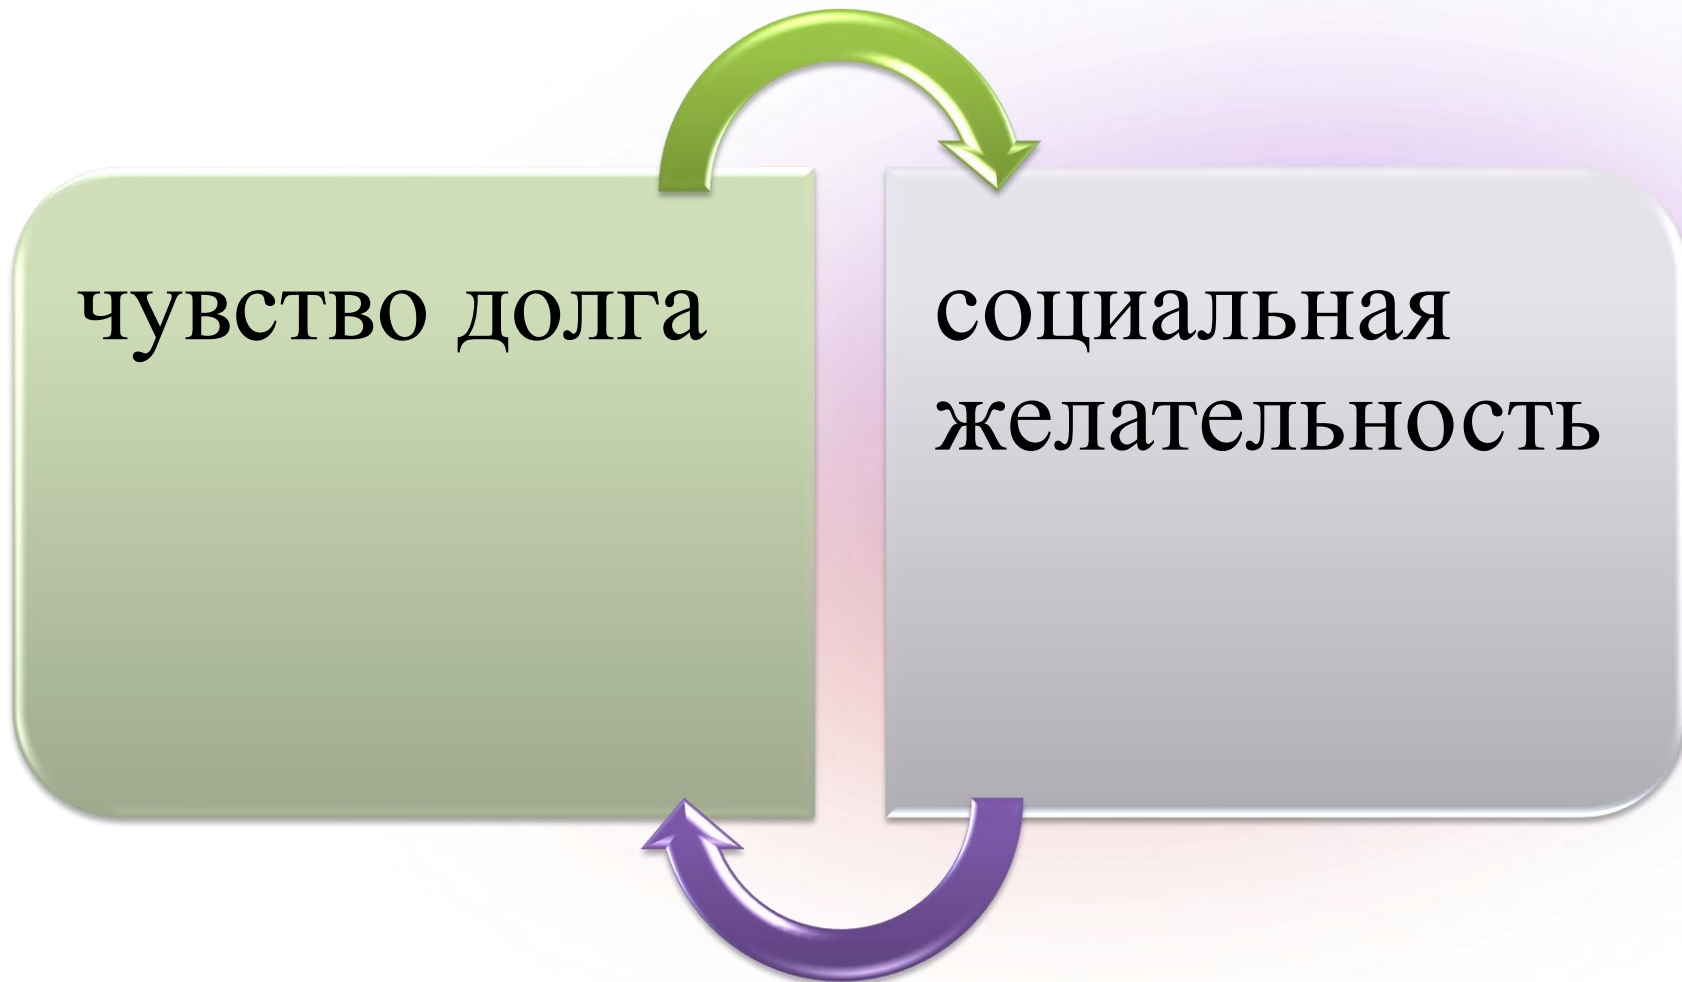 чувство долга
социальная
желательность